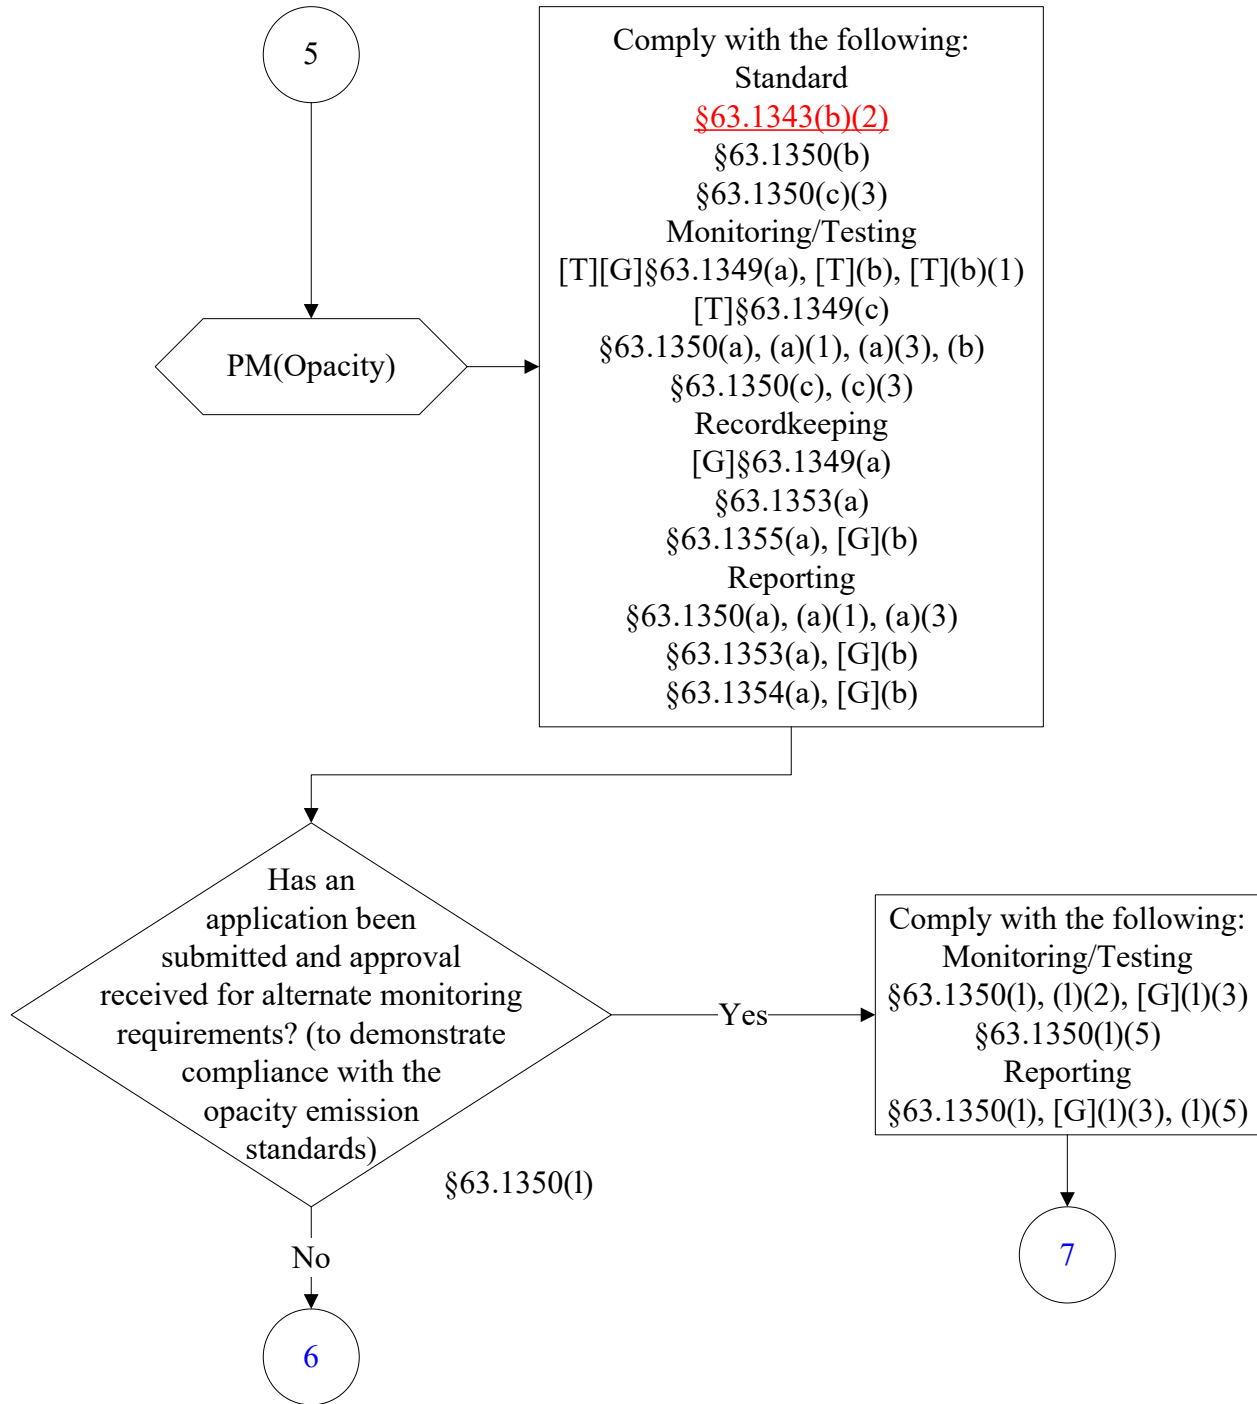 5
Comply with the following:
Standard
§63.1343(b)(2)
§63.1350(b)
§63.1350(c)(3)
Monitoring/Testing
[T][G]§63.1349(a), [T](b), [T](b)(1)
[T]§63.1349(c)
§63.1350(a), (a)(1), (a)(3), (b)
§63.1350(c), (c)(3)
Recordkeeping
[G]§63.1349(a)
§63.1353(a)
§63.1355(a), [G](b)
Reporting
§63.1350(a), (a)(1), (a)(3)
§63.1353(a), [G](b)
§63.1354(a), [G](b)
PM(Opacity)
Has an
application been
submitted and approval
received for alternate monitoring
requirements? (to demonstrate
compliance with the
opacity emission
standards)
§63.1350(l)
Yes
Comply with the following:
Monitoring/Testing
§63.1350(l), (l)(2), [G](l)(3)
§63.1350(l)(5)
Reporting
§63.1350(l), [G](l)(3), (l)(5)
7
No
6